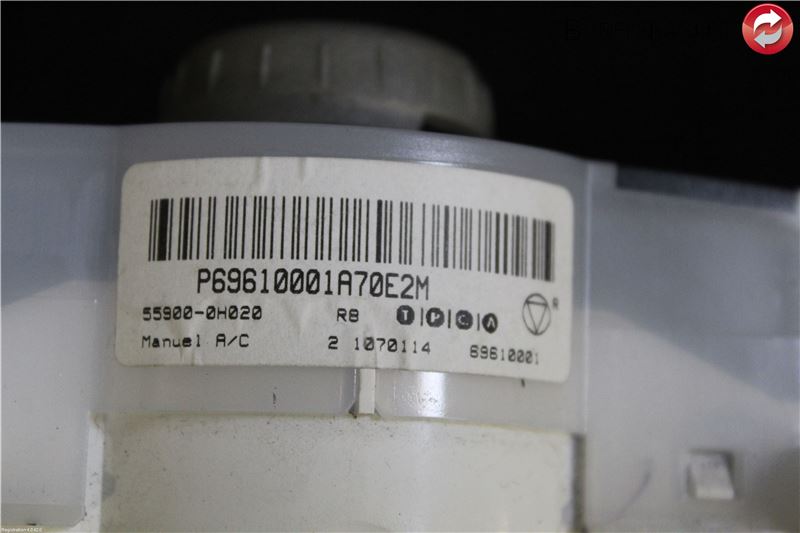 P69610001A70E2M
55900-0H020 R8 T|P|C|A R
Manuel A/C 2 1070114 69610001